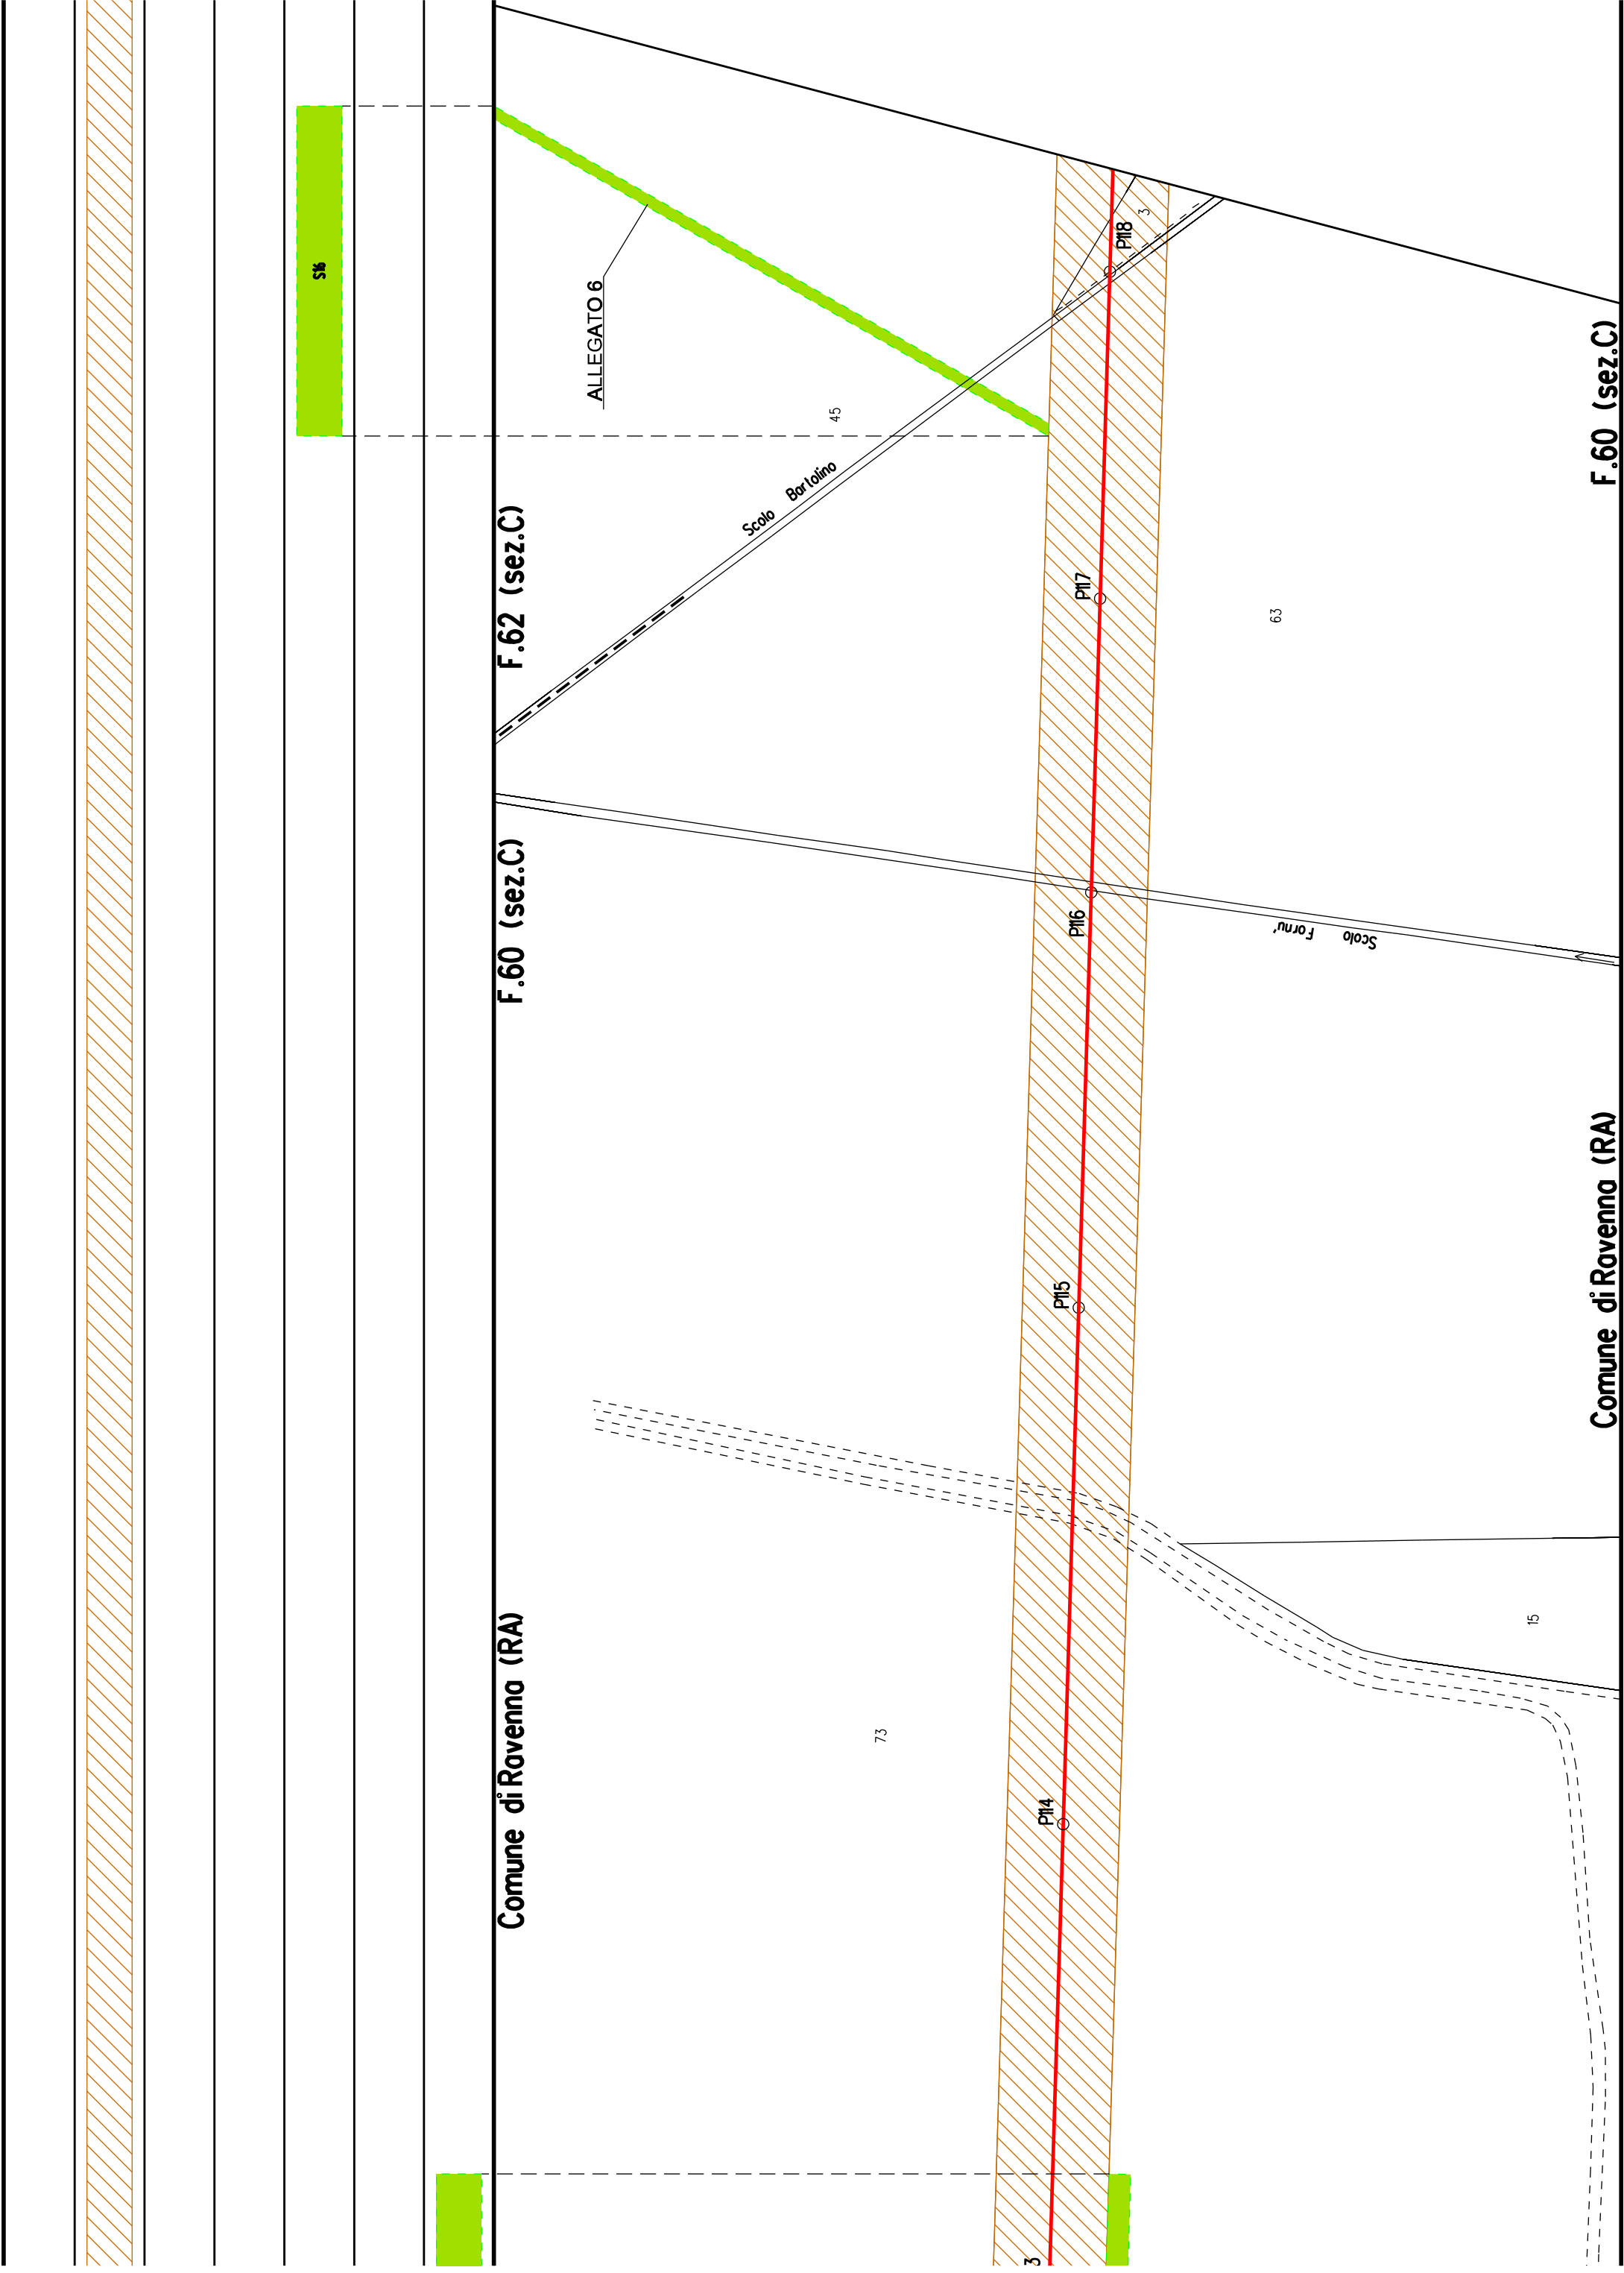 S16
ALLEGATO 6
45
Scolo Bartolino
F.62 (sez.C)
F.60 (sez.C)
Comune di Ravenna (RA)
3
P118
P117
P116
P115
P114
3
63
Scolo Fornu'
73
15
F.60 (sez.C)
Comune di Ravenna (RA)